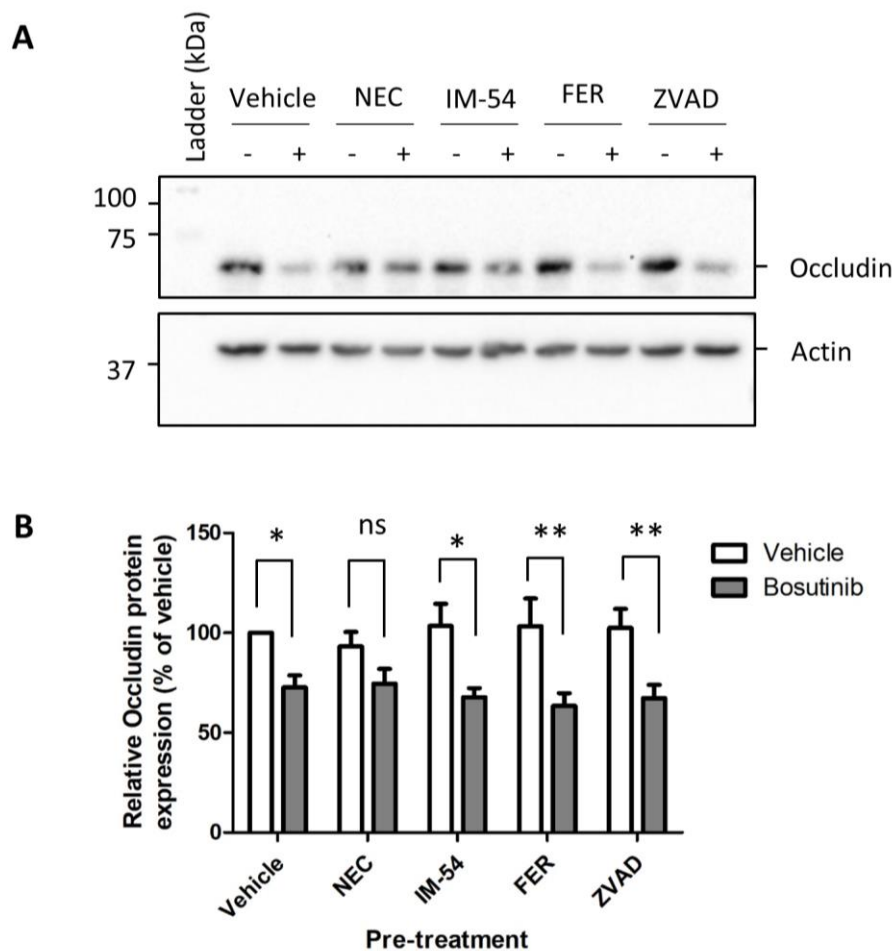 A
Ladder (kDa)
Vehicle NEC IM-54 FER ZVAD
- + - + - + - + - +
100
75
Occludin
Actin
37
B
Relative Occludin protein
expression (% of vehicle)
150
100
50
0
* ns * ** **
Vehicle
Bosutinib
Vehicle NEC IM-54 FER ZVAD
Pre-treatment